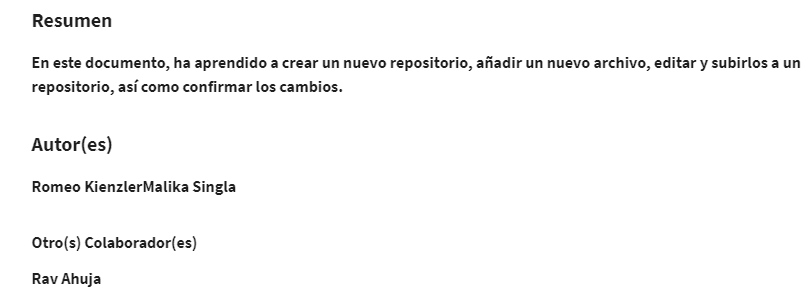 Resumen
En este documento, ha aprendido a crear un nuevo repositorio, añadir un nuevo archivo, editar y subirlos a un
repositorio, así como confirmar los cambios.
Autor(es)
Romeo KienzlerMalika Singla
Otro(s) Colaborador(es)
Rav Ahuja